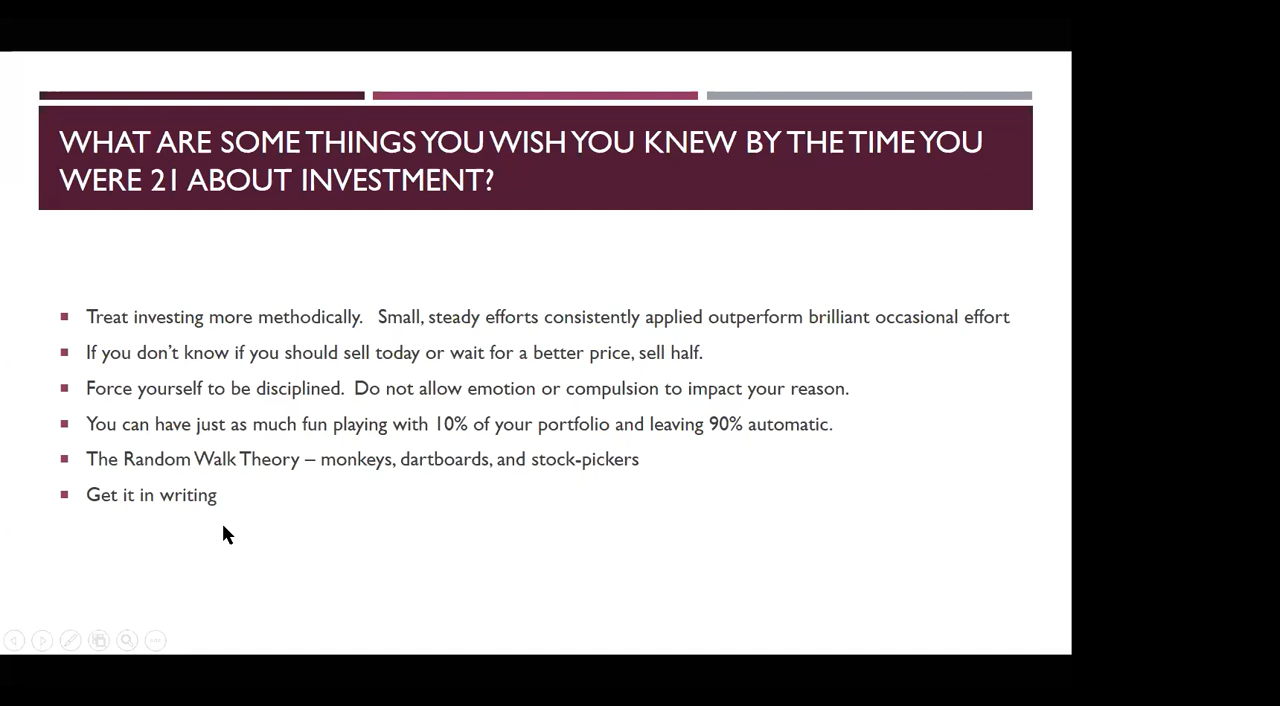 WHAT ARE SOME THINGS YOU WISH YOU KNEW BY THE TIME YOU
WERE 21 ABOUT INVESTMENT?
Treat investing more methodically. Small, steady efforts consistently applied outperform brilliant occasional effort
If you don't know if you should sell today or wait for a better price, sell half.
Force yourself to be disciplined. Do not allow emotion or compulsion to impact your reason.
You can have just as much fun playing with 10% of your portfolio and leaving 90% automatic.
The Random Walk Theory – monkeys, dartboards, and stock-pickers
Get it in writing